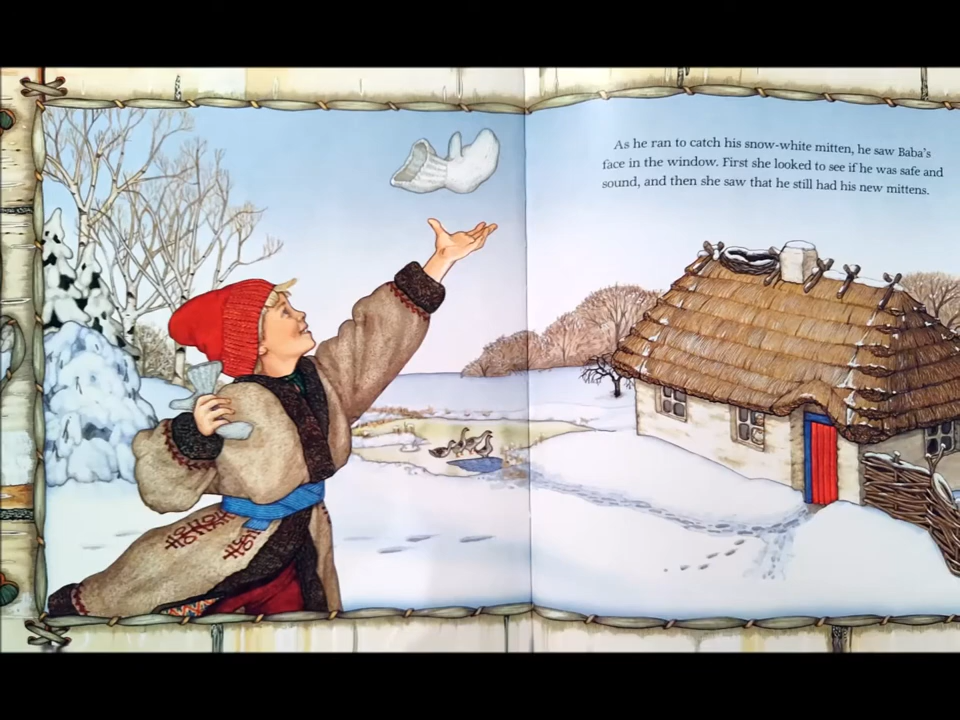 As he ran to catch his snow-white mitten, he saw Baba's
face in the window. First she looked to see if he was safe and
sound, and then she saw that he still had his new mittens.